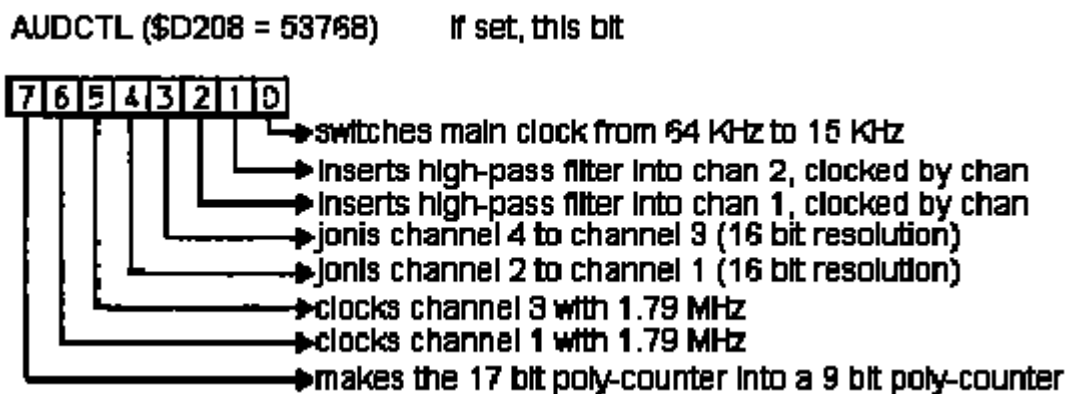 AUDCTL ($D208 = 53768) If set, this bit
7 6 5 4 3 2 1 0
switches main clock from 64 KHz to 15 KHz
inserts high-pass filter into chan 2, clocked by chan
inserts high-pass filter into chan 1, clocked by chan
jonis channel 4 to channel 3 (16 bit resolution)
jonis channel 2 to channel 1 (16 bit resolution)
clocks channel 3 with 1.79 MHz
clocks channel 1 with 1.79 MHz
makes the 17 bit poly-counter into a 9 bit poly-counter